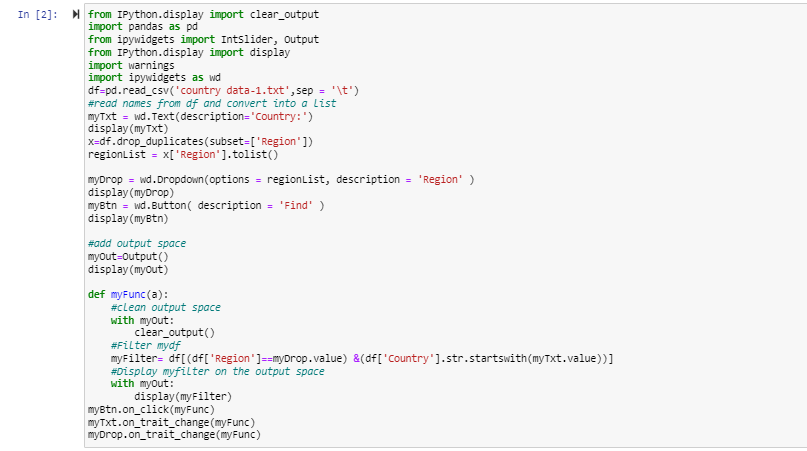 In [2]: from IPython.display import clear_output
import pandas as pd
from ipywidgets import IntSlider, Output
from IPython.display import display
import warnings
import ipywidgets as wd
df=pd.read_csv('country data-1.txt',sep = '\t')
#read names from df and convert into a List
myTxt = wd.Text(description='Country:')
display(myTxt)
x=df.drop_duplicates(subset=['Region'])
regionList = x['Region'].tolist()
myDrop = wd.Dropdown(options = regionList, description = 'Region' )
display(myDrop)
myBtn = wd.Button( description = 'Find' )
display(myBtn)
#add output space
myOut=Output()
display(myOut)
def myFunc(a):
    #clean output space
    with myOut:
        clear_output()
    #Filter mydf
    myFilter= df[(df['Region']==myDrop.value) &(df['Country'].str.startswith(myTxt.value))]
    #Display myfilter on the output space
    with myOut:
        display(myFilter)
myBtn.on_click(myFunc)
myTxt.on_trait_change(myFunc)
myDrop.on_trait_change(myFunc)